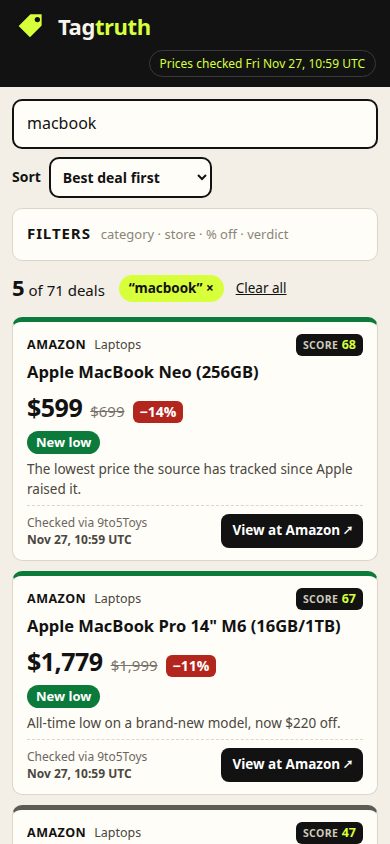 Tagtruth
Prices checked Fri Nov 27, 10:59 UTC
macbook
Sort Best deal first
FILTERS category · store · % off · verdict
5 of 71 deals "macbook" × Clear all
AMAZON Laptops SCORE 68
Apple MacBook Neo (256GB)
$599 $699 −14%
New low
The lowest price the source has tracked since Apple
raised it.
Checked via 9to5Toys
Nov 27, 10:59 UTC
View at Amazon ↗
AMAZON Laptops SCORE 67
Apple MacBook Pro 14" M6 (16GB/1TB)
$1,779 $1,999 −11%
New low
All-time low on a brand-new model, now $220 off.
Checked via 9to5Toys
Nov 27, 10:59 UTC
View at Amazon ↗
AMAZON Laptops SCORE 47